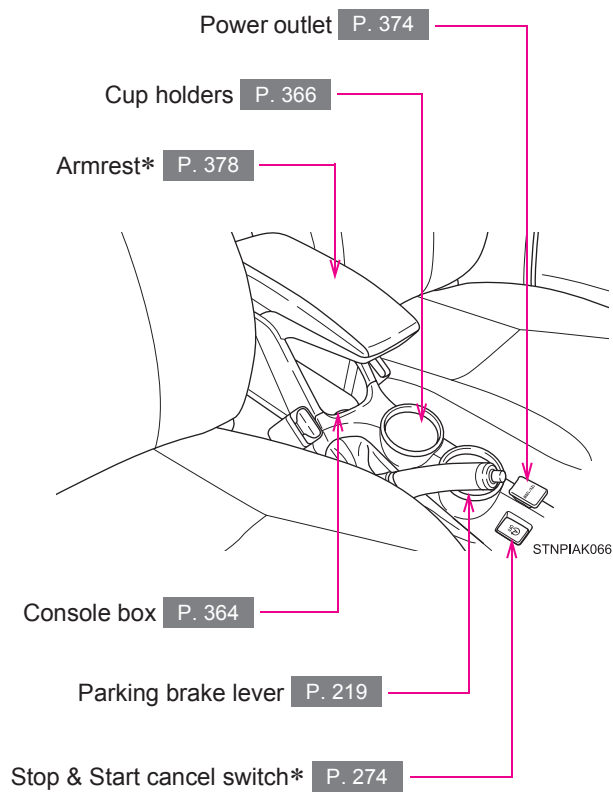 Power outlet P. 374
Cup holders P. 366
Armrest* P. 378
STNPIAK066
Console box P. 364
Parking brake lever P. 219
Stop & Start cancel switch* P. 274